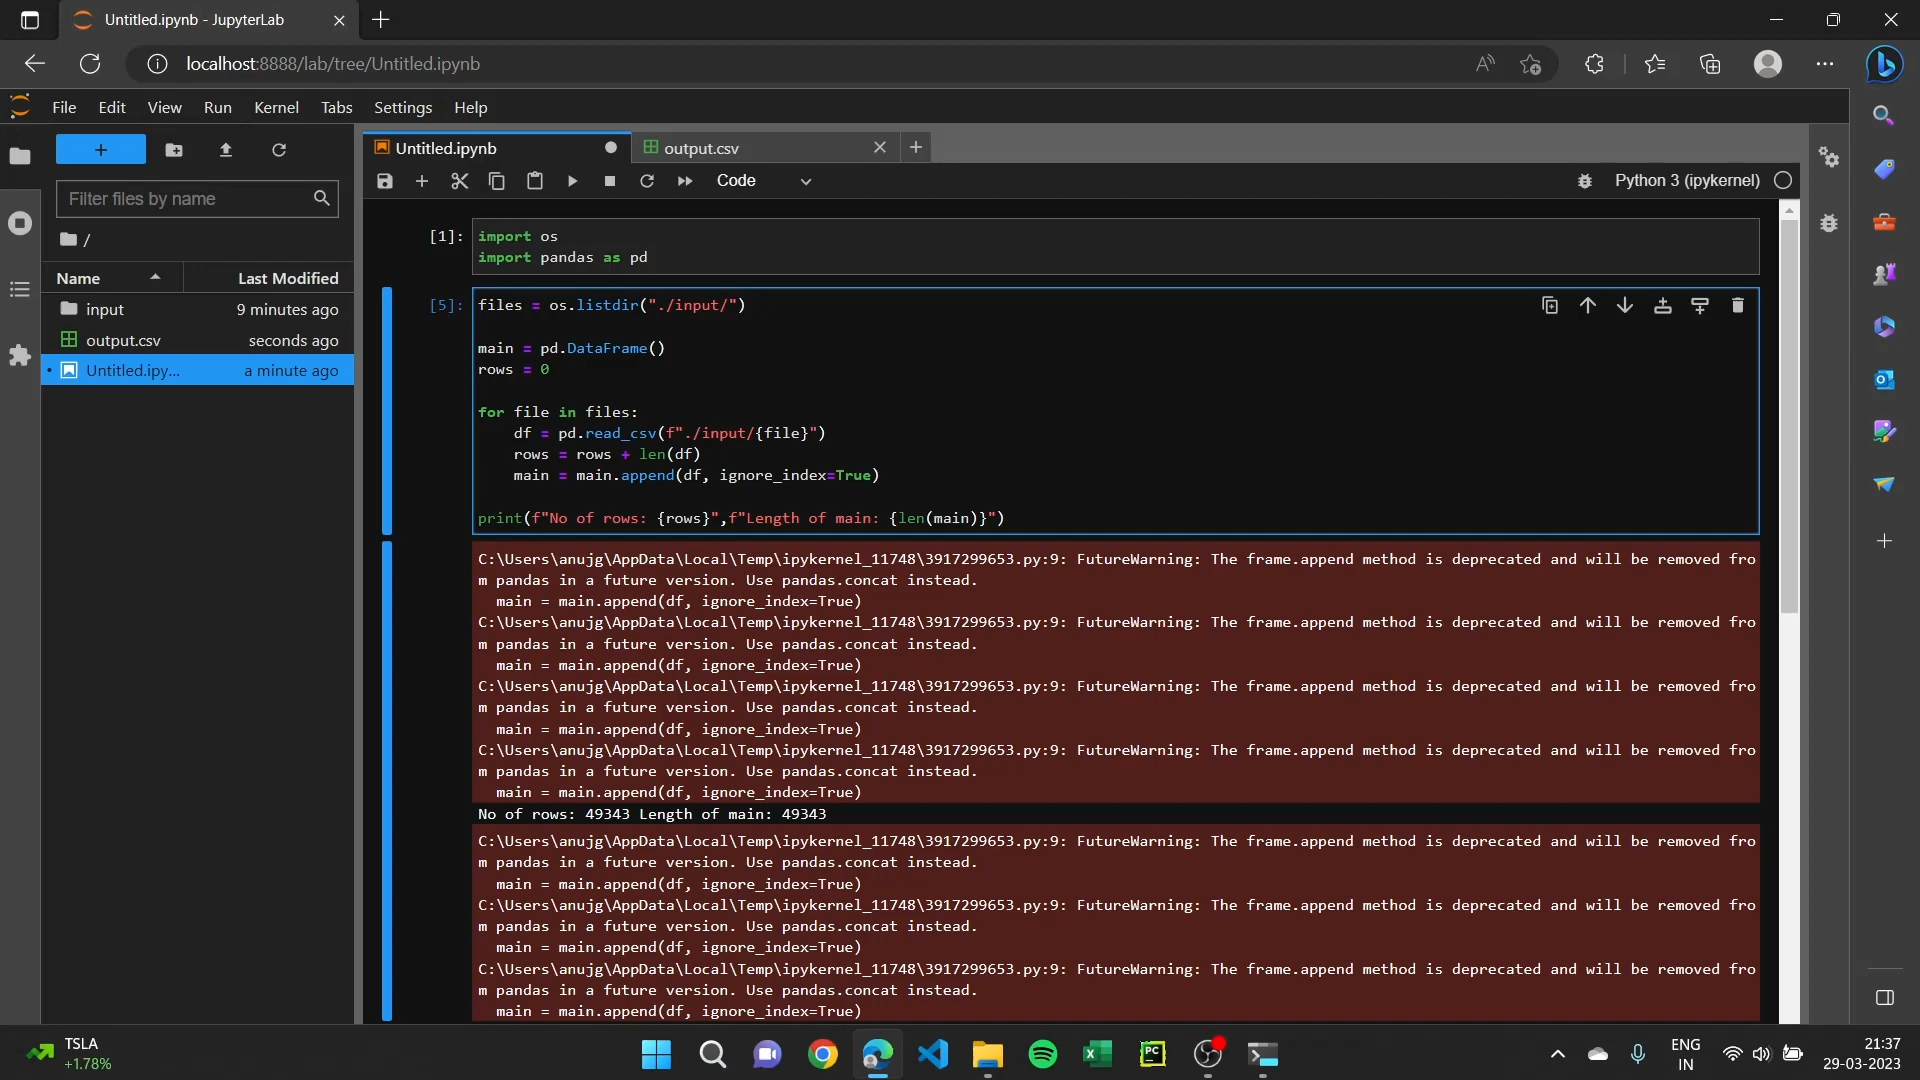 Untitled.ipynb - JupyterLab
localhost:8888/lab/tree/Untitled.ipynb
File Edit View Run Kernel Tabs Settings Help
Filter files by name
/
Name Last Modified
input 9 minutes ago
output.csv seconds ago
Untitled.ipy... a minute ago
Untitled.ipynb output.csv
Code Python 3 (ipykernel)
[1]: import os
import pandas as pd
[5]: files = os.listdir("./input/")
main = pd.DataFrame()
rows = 0
for file in files:
    df = pd.read_csv(f"./input/{file}")
    rows = rows + len(df)
    main = main.append(df, ignore_index=True)
print(f"No of rows: {rows}",f"Length of main: {len(main)}")
C:\Users\anujg\AppData\Local\Temp\ipykernel_11748\3917299653.py:9: FutureWarning: The frame.append method is deprecated and will be removed fro
m pandas in a future version. Use pandas.concat instead.
  main = main.append(df, ignore_index=True)
C:\Users\anujg\AppData\Local\Temp\ipykernel_11748\3917299653.py:9: FutureWarning: The frame.append method is deprecated and will be removed fro
m pandas in a future version. Use pandas.concat instead.
  main = main.append(df, ignore_index=True)
C:\Users\anujg\AppData\Local\Temp\ipykernel_11748\3917299653.py:9: FutureWarning: The frame.append method is deprecated and will be removed fro
m pandas in a future version. Use pandas.concat instead.
  main = main.append(df, ignore_index=True)
C:\Users\anujg\AppData\Local\Temp\ipykernel_11748\3917299653.py:9: FutureWarning: The frame.append method is deprecated and will be removed fro
m pandas in a future version. Use pandas.concat instead.
  main = main.append(df, ignore_index=True)
No of rows: 49343 Length of main: 49343
C:\Users\anujg\AppData\Local\Temp\ipykernel_11748\3917299653.py:9: FutureWarning: The frame.append method is deprecated and will be removed fro
m pandas in a future version. Use pandas.concat instead.
  main = main.append(df, ignore_index=True)
C:\Users\anujg\AppData\Local\Temp\ipykernel_11748\3917299653.py:9: FutureWarning: The frame.append method is deprecated and will be removed fro
m pandas in a future version. Use pandas.concat instead.
  main = main.append(df, ignore_index=True)
C:\Users\anujg\AppData\Local\Temp\ipykernel_11748\3917299653.py:9: FutureWarning: The frame.append method is deprecated and will be removed fro
m pandas in a future version. Use pandas.concat instead.
  main = main.append(df, ignore_index=True)
TSLA
+1.78%
PC
ENG
IN
21:37
29-03-2023